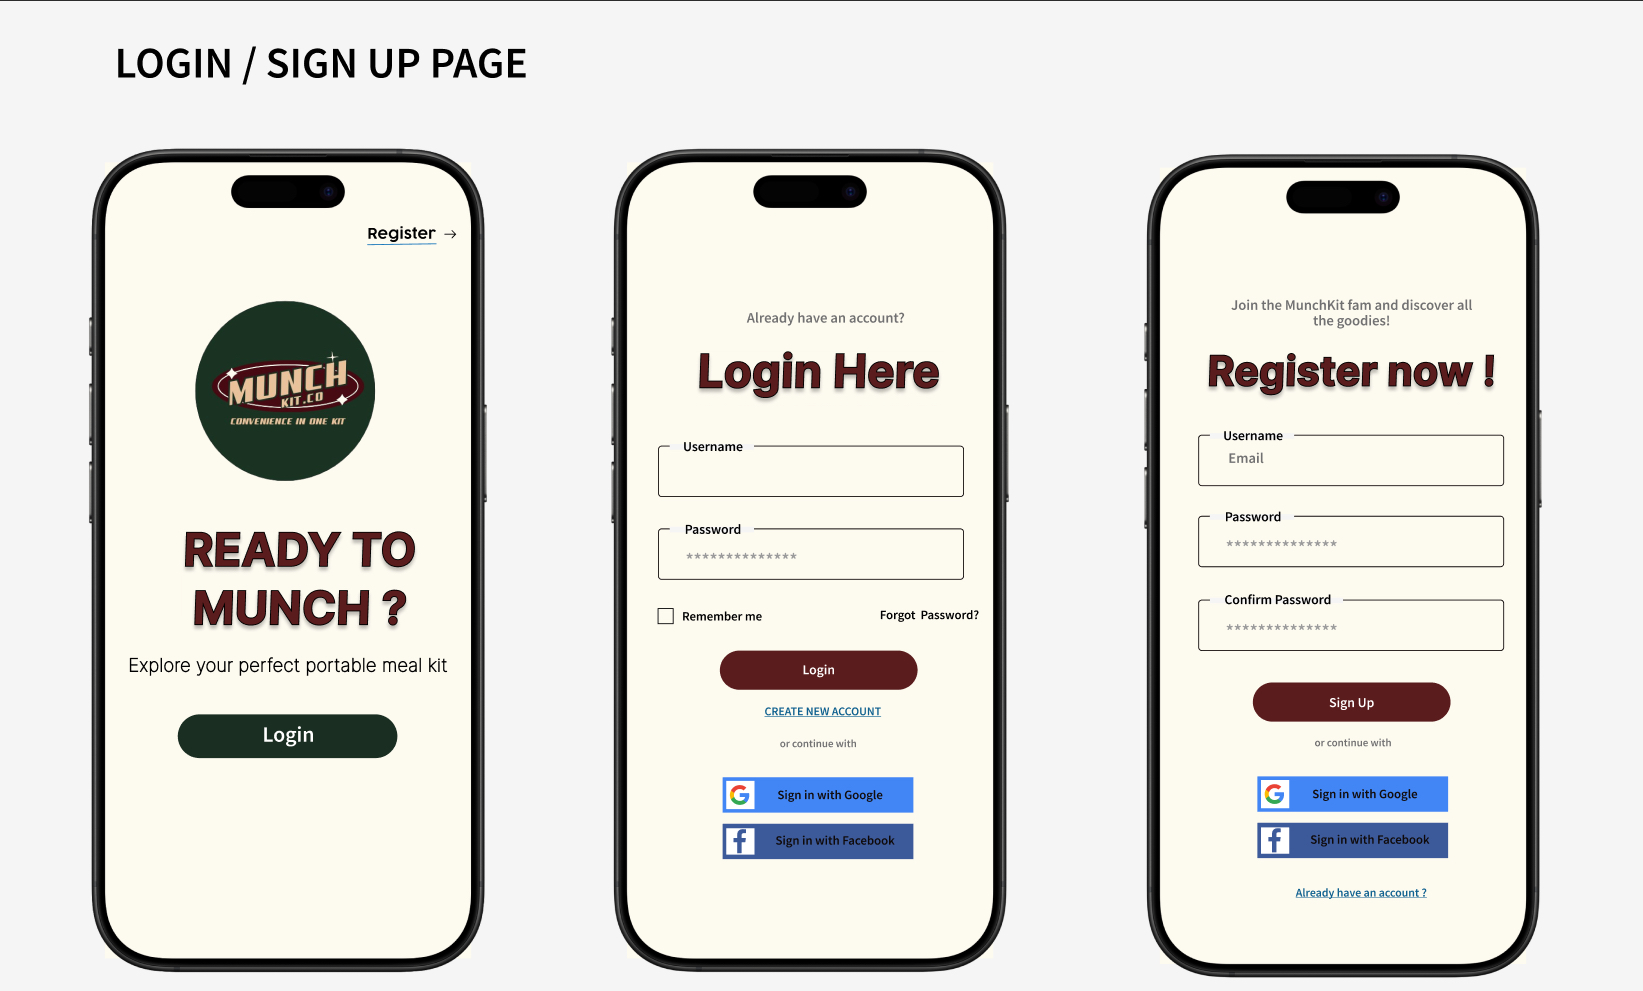 LOGIN / SIGN UP PAGE
Register →
MUNCH
KIT.CO
CONVENIENCE IN ONE KIT
READY TO
MUNCH ?
Explore your perfect portable meal kit
Login
Already have an account?
Login Here
Username
Password
**************
Remember me
Forgot Password?
Login
CREATE NEW ACCOUNT
or continue with
G Sign in with Google
f Sign in with Facebook
Join the MunchKit fam and discover all
the goodies!
Register now !
Username
Email
Password
**************
Confirm Password
**************
Sign Up
or continue with
G Sign in with Google
f Sign in with Facebook
Already have an account ?